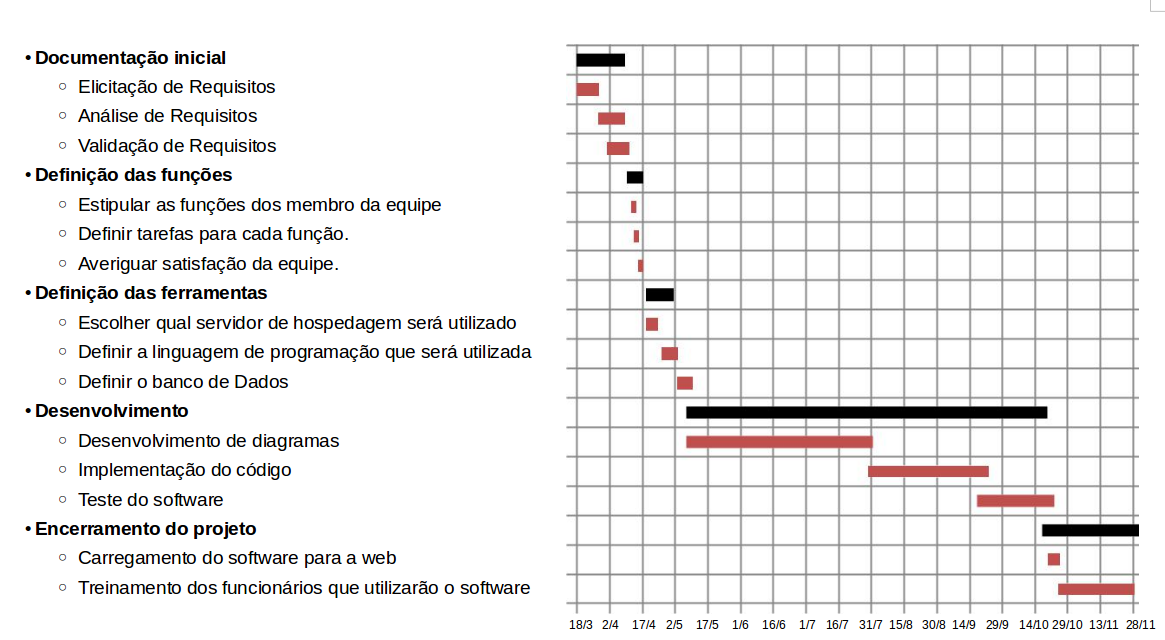 • Documentação inicial
○ Elicitação de Requisitos
○ Análise de Requisitos
○ Validação de Requisitos
• Definição das funções
○ Estipular as funções dos membro da equipe
○ Definir tarefas para cada função.
○ Averiguar satisfação da equipe.
• Definição das ferramentas
○ Escolher qual servidor de hospedagem será utilizado
○ Definir a linguagem de programação que será utilizada
○ Definir o banco de Dados
• Desenvolvimento
○ Desenvolvimento de diagramas
○ Implementação do código
○ Teste do software
• Encerramento do projeto
○ Carregamento do software para a web
○ Treinamento dos funcionários que utilizarão o software
18/3 2/4 17/4 2/5 17/5 1/6 16/6 1/7 16/7 31/7 15/8 30/8 14/9 29/9 14/10 29/10 13/11 28/11